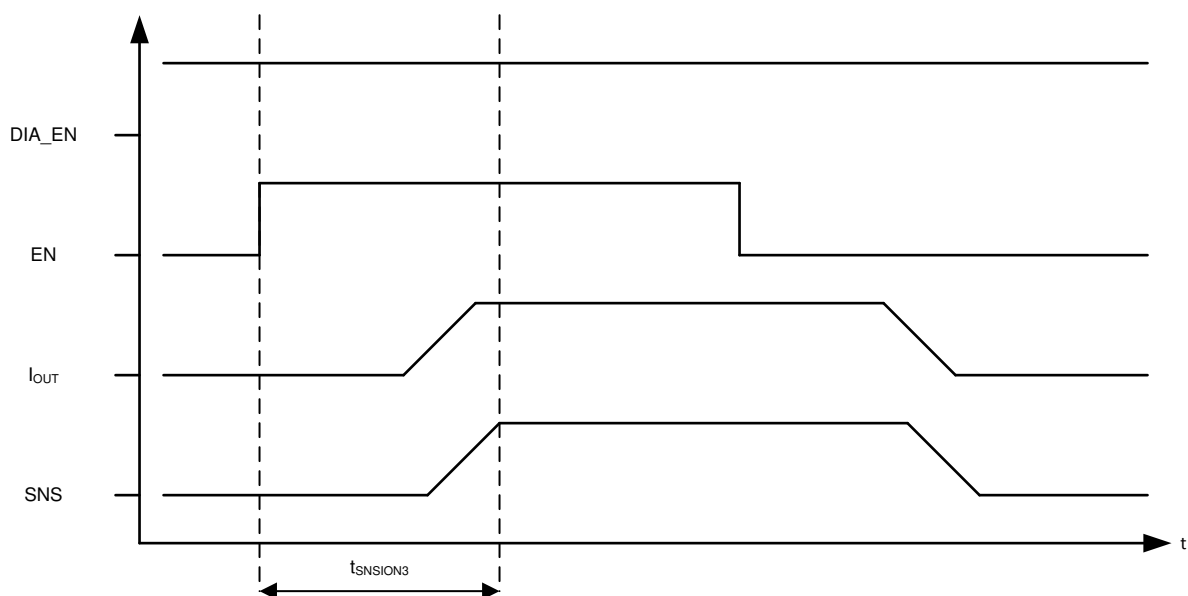 DIA_EN
EN
IOUT
SNS
t
tSNSION3